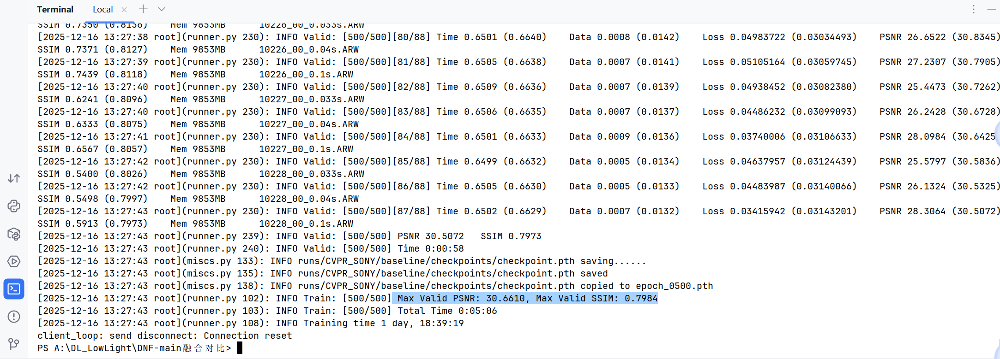 Terminal Local
SSIM 0.7350 (0.8136) Mem 9853MB 10226_00_0.033s.ARW
[2025-12-16 13:27:38 root](runner.py 230): INFO Valid: [500/500][80/88] Time 0.6501 (0.6640) Data 0.0008 (0.0142) Loss 0.04983722 (0.03034493) PSNR 26.6522 (30.8345)
SSIM 0.7371 (0.8127) Mem 9853MB 10226_00_0.04s.ARW
[2025-12-16 13:27:39 root](runner.py 230): INFO Valid: [500/500][81/88] Time 0.6505 (0.6638) Data 0.0007 (0.0141) Loss 0.05105164 (0.03059745) PSNR 27.2307 (30.7905)
SSIM 0.7439 (0.8118) Mem 9853MB 10226_00_0.1s.ARW
[2025-12-16 13:27:40 root](runner.py 230): INFO Valid: [500/500][82/88] Time 0.6509 (0.6636) Data 0.0007 (0.0139) Loss 0.04938452 (0.03082380) PSNR 25.4473 (30.7262)
SSIM 0.6241 (0.8096) Mem 9853MB 10227_00_0.033s.ARW
[2025-12-16 13:27:40 root](runner.py 230): INFO Valid: [500/500][83/88] Time 0.6506 (0.6635) Data 0.0007 (0.0137) Loss 0.04486232 (0.03099093) PSNR 26.2428 (30.6728)
SSIM 0.6333 (0.8075) Mem 9853MB 10227_00_0.04s.ARW
[2025-12-16 13:27:41 root](runner.py 230): INFO Valid: [500/500][84/88] Time 0.6501 (0.6633) Data 0.0009 (0.0136) Loss 0.03740006 (0.03106633) PSNR 28.0984 (30.6425
SSIM 0.6567 (0.8057) Mem 9853MB 10227_00_0.1s.ARW
[2025-12-16 13:27:42 root](runner.py 230): INFO Valid: [500/500][85/88] Time 0.6499 (0.6632) Data 0.0005 (0.0134) Loss 0.04637957 (0.03124439) PSNR 25.5797 (30.5836)
SSIM 0.5400 (0.8026) Mem 9853MB 10228_00_0.033s.ARW
[2025-12-16 13:27:42 root](runner.py 230): INFO Valid: [500/500][86/88] Time 0.6505 (0.6630) Data 0.0005 (0.0133) Loss 0.04483987 (0.03140066) PSNR 26.1324 (30.5325)
SSIM 0.5498 (0.7997) Mem 9853MB 10228_00_0.04s.ARW
[2025-12-16 13:27:43 root](runner.py 230): INFO Valid: [500/500][87/88] Time 0.6502 (0.6629) Data 0.0007 (0.0132) Loss 0.03415942 (0.03143201) PSNR 28.3064 (30.5072)
SSIM 0.5913 (0.7973) Mem 9853MB 10228_00_0.1s.ARW
[2025-12-16 13:27:43 root](runner.py 239): INFO Valid: [500/500] PSNR 30.5072 SSIM 0.7973
[2025-12-16 13:27:43 root](runner.py 240): INFO Valid: [500/500] Time 0:00:58
[2025-12-16 13:27:43 root](miscs.py 133): INFO runs/CVPR_SONY/baseline/checkpoints/checkpoint.pth saving......
[2025-12-16 13:27:43 root](miscs.py 135): INFO runs/CVPR_SONY/baseline/checkpoints/checkpoint.pth saved
[2025-12-16 13:27:43 root](miscs.py 138): INFO runs/CVPR_SONY/baseline/checkpoints/checkpoint.pth copied to epoch_0500.pth
[2025-12-16 13:27:43 root](runner.py 102): INFO Train: [500/500] Max Valid PSNR: 30.6610, Max Valid SSIM: 0.7984
[2025-12-16 13:27:43 root](runner.py 103): INFO Train: [500/500] Total Time 0:05:06
[2025-12-16 13:27:43 root](runner.py 108): INFO Training time 1 day, 18:39:19
client_loop: send disconnect: Connection reset
PS A:\DL_LowLight\DNF-main融合对比>